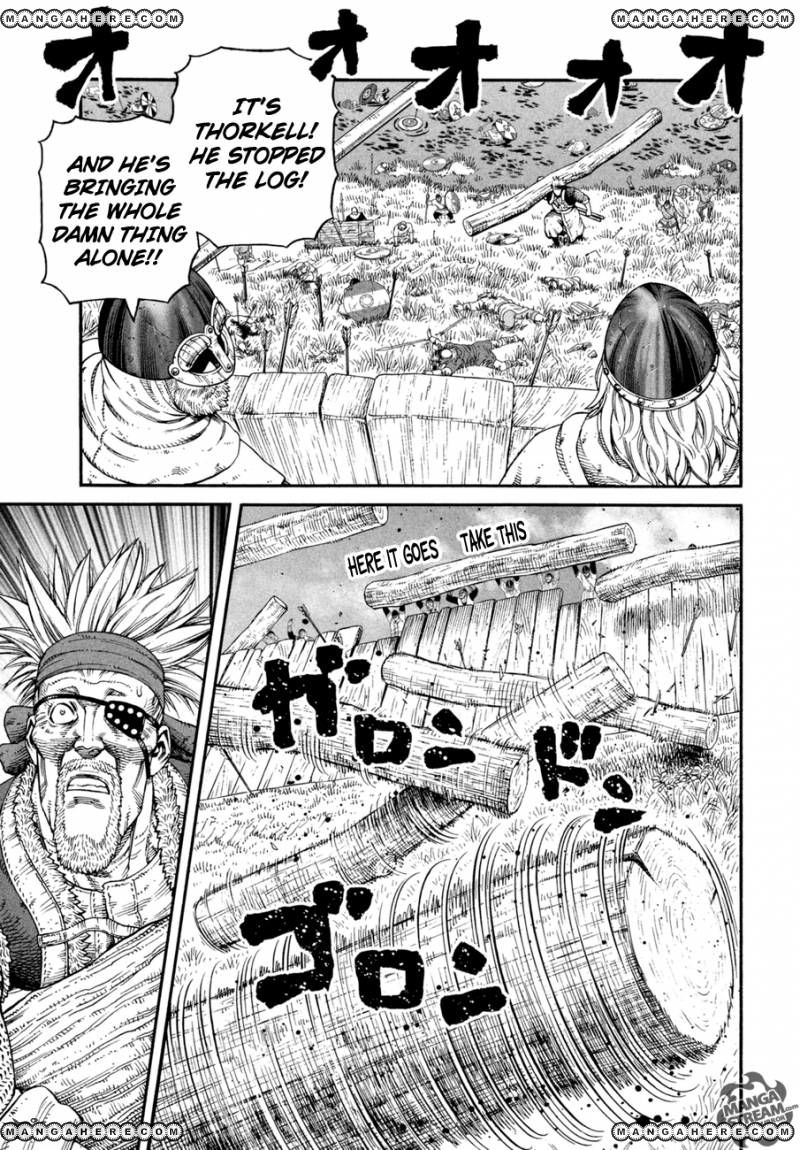 MANGAHERE.COM
MANGAHERE.COM
オオオオオ
IT'S
THORKELL!
HE STOPPED
THE LOG!
AND HE'S
BRINGING
THE WHOLE
DAMN THING
ALONE!!
TAKE THIS
HERE IT GOES
ガロン
ドン
ゴロン
MANGA
STREAM.COM
MANGAHERE.COM
MANGAHERE.COM